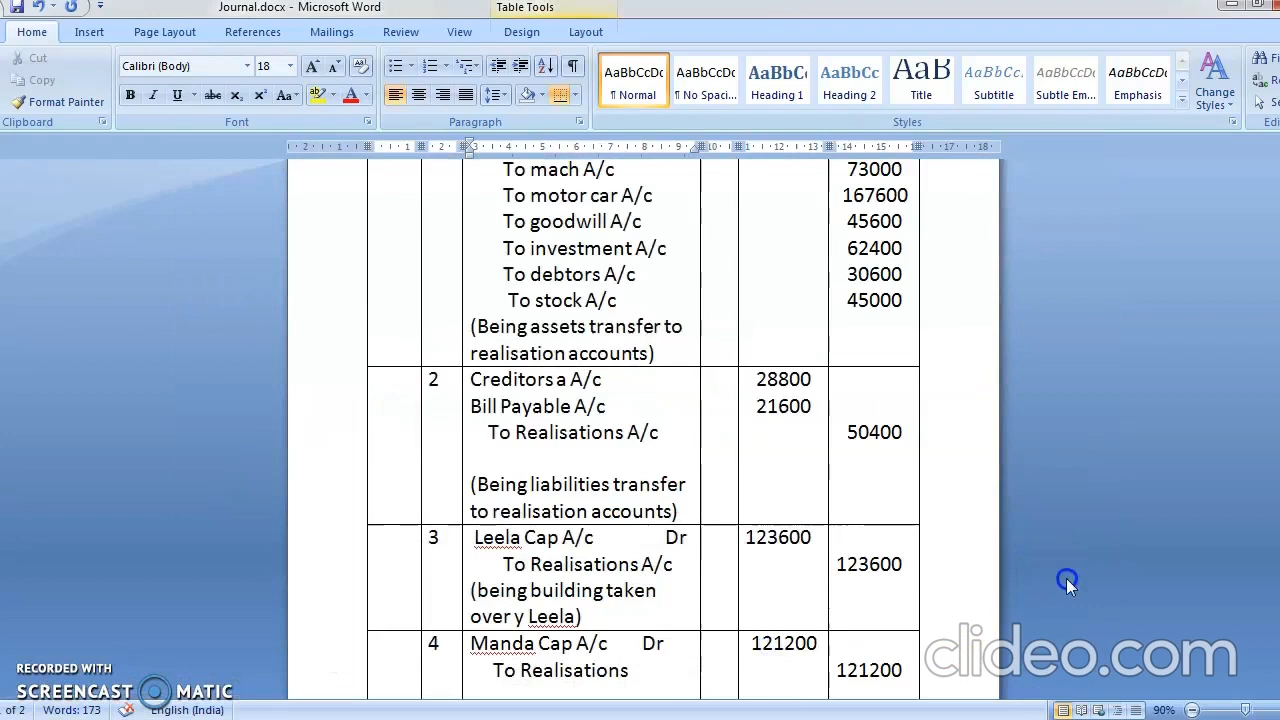 Journal.docx - Microsoft Word
Table Tools
Home Insert Page Layout References Mailings Review View Design Layout
Cut
Copy
Format Painter
Clipboard
Calibri (Body) 18
Font
Paragraph
AaBbCcDc AaBbCcDc AaBbC AaBbCc AaB AaBbCcL AaBbCcDc AaBbCcDc
¶ Normal ¶ No Spaci... Heading 1 Heading 2 Title Subtitle Subtle Em... Emphasis
Change
Styles
Styles
To mach A/c 73000
To motor car A/c 167600
To goodwill A/c 45600
To investment A/c 62400
To debtors A/c 30600
To stock A/c 45000
(Being assets transfer to
realisation accounts)
2 Creditors a A/c 28800
Bill Payable A/c 21600
To Realisations A/c 50400
(Being liabilities transfer
to realisation accounts)
3 Leela Cap A/c Dr 123600
To Realisations A/c 123600
(being building taken
over y Leela)
4 Manda Cap A/c Dr 121200
To Realisations 121200
clideo.com
RECORDED WITH
SCREENCAST MATIC
of 2 Words: 173 English (India) 90%